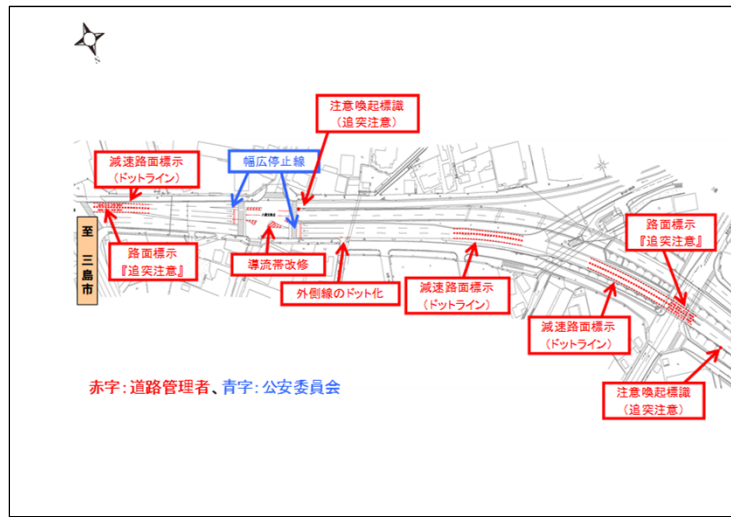 S
注意喚起標識
(追突注意)
減速路面標示
(ドットライン)
幅広停止線
至 三島市
路面標示
『追突注意』
導流帯改修
外側線のドット化
減速路面標示
(ドットライン)
路面標示
『追突注意』
減速路面標示
(ドットライン)
注意喚起標識
(追突注意)
赤字:道路管理者、青字:公安委員会